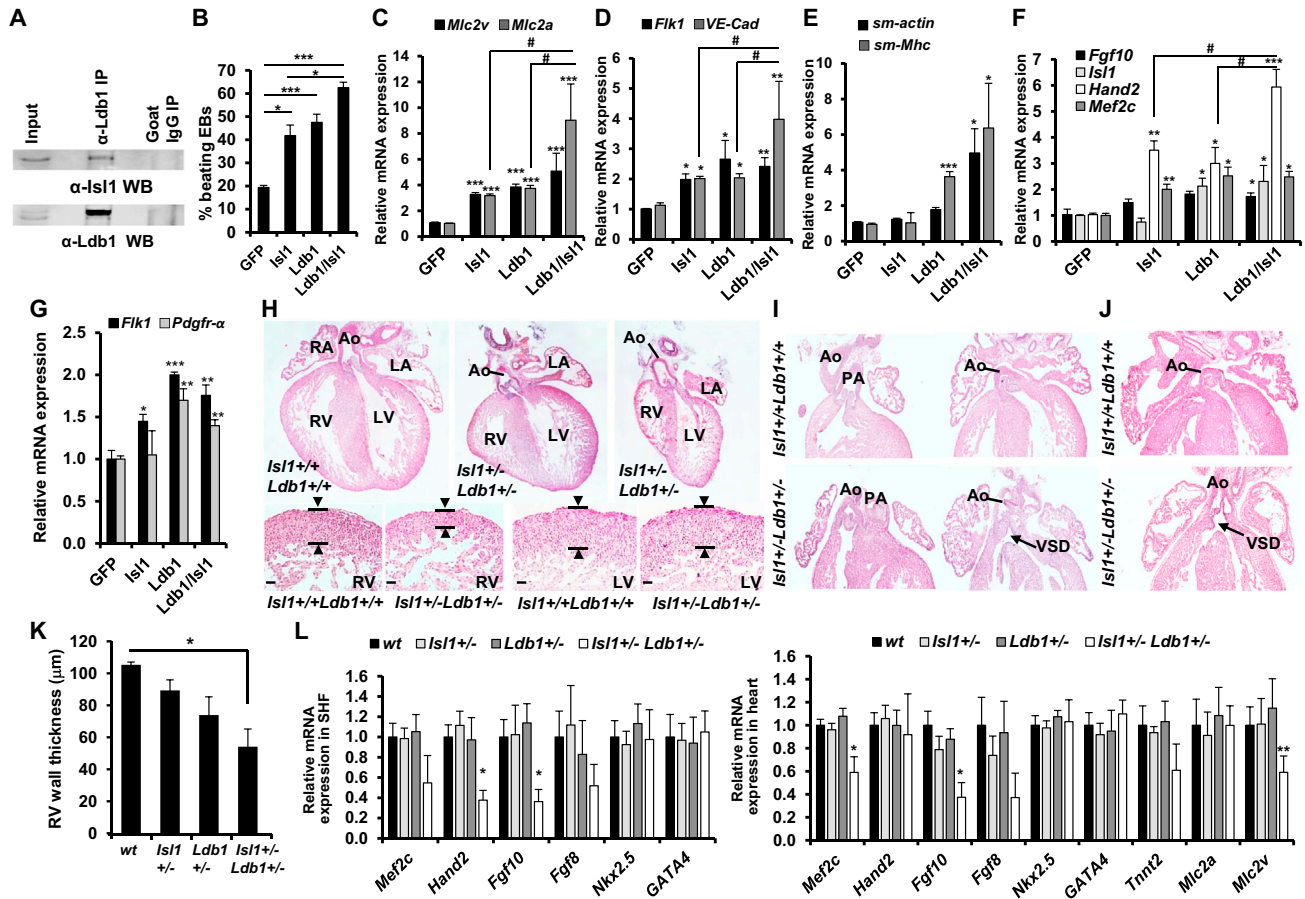 A
Input
α-Ldb1 IP
Goat
IgG IP
α-Isl1 WB
α-Ldb1 WB
B
% beating EBs
70
60
50
40
30
20
10
0
***
*
***
*
GFP
Isl1
Ldb1
Ldb1/Isl1
C
Mlc2v Mlc2a
Relative mRNA expression
14
12
10
8
6
4
2
0
#
#
***
***
***
***
***
***
GFP
Isl1
Ldb1
Ldb1/Isl1
D
Flk1 VE-Cad
Relative mRNA expression
6
5
4
3
2
1
0
#
#
*
*
*
*
**
**
GFP
Isl1
Ldb1
Ldb1/Isl1
E
sm-actin
sm-Mhc
Relative mRNA expression
10
8
6
4
2
0
***
*
*
GFP
Isl1
Ldb1
Ldb1/Isl1
F
Fgf10
Isl1
Hand2
Mef2c
Relative mRNA expression
7
6
5
4
3
2
1
0
#
#
**
**
*
*
*
*
*
***
*
GFP
Isl1
Ldb1
Ldb1/Isl1
G
Flk1 Pdgfr-α
Relative mRNA expression
2.5
2.0
1.5
1.0
0.5
0.0
*
***
**
**
**
GFP
Isl1
Ldb1
Ldb1/Isl1
H
RA
Ao
LA
RV
LV
Isl1+/+
Ldb1+/+
Ao
LA
RV
LV
Isl1+/-
Ldb1+/-
Ao
LA
RV
LV
Isl1+/-
Ldb1+/-
RV
RV
LV
LV
Isl1+/+Ldb1+/+
Isl1+/-Ldb1+/-
Isl1+/+Ldb1+/+
Isl1+/-Ldb1+/-
I
Isl1+/+Ldb1+/+
Ao
PA
Ao
Isl1+/-Ldb1+/-
Ao
PA
Ao
VSD
J
Isl1+/+Ldb1+/+
Ao
Isl1+/-Ldb1+/-
Ao
VSD
K
RV wall thickness (µm)
120
100
80
60
40
20
0
*
wt
Isl1
+/-
Ldb1
+/-
Isl1+/-
Ldb1+/-
L
wt Isl1+/- Ldb1+/- Isl1+/- Ldb1+/-
Relative mRNA
expression in SHF
1.6
1.4
1.2
1.0
0.8
0.6
0.4
0.2
0.0
*
*
Mef2c
Hand2
Fgf10
Fgf8
Nkx2.5
GATA4
wt Isl1+/- Ldb1+/- Isl1+/- Ldb1+/-
Relative mRNA
expression in heart
1.6
1.4
1.2
1.0
0.8
0.6
0.4
0.2
0.0
*
*
**
Mef2c
Hand2
Fgf10
Fgf8
Nkx2.5
GATA4
Tnnt2
Mlc2a
Mlc2v